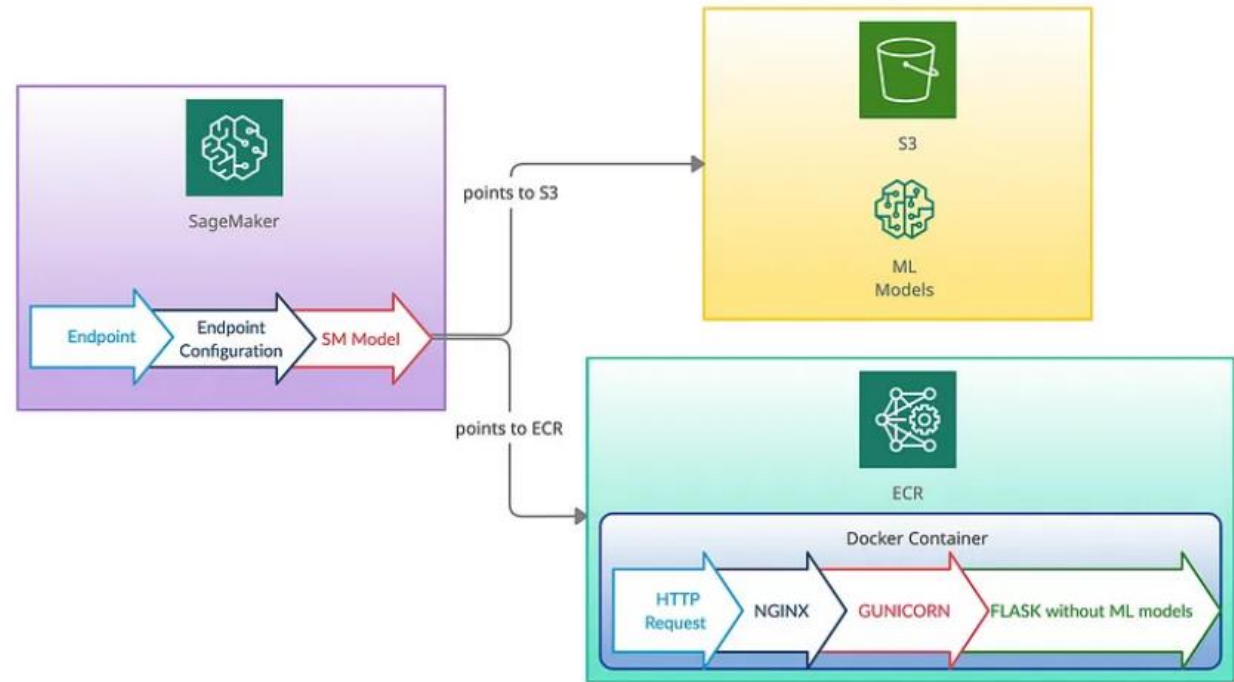 SageMaker
Endpoint
Endpoint
Configuration
SM Model
points to S3
points to ECR
S3
ML
Models
ECR
Docker Container
HTTP
Request
NGINX
GUNICORN
FLASK without ML models